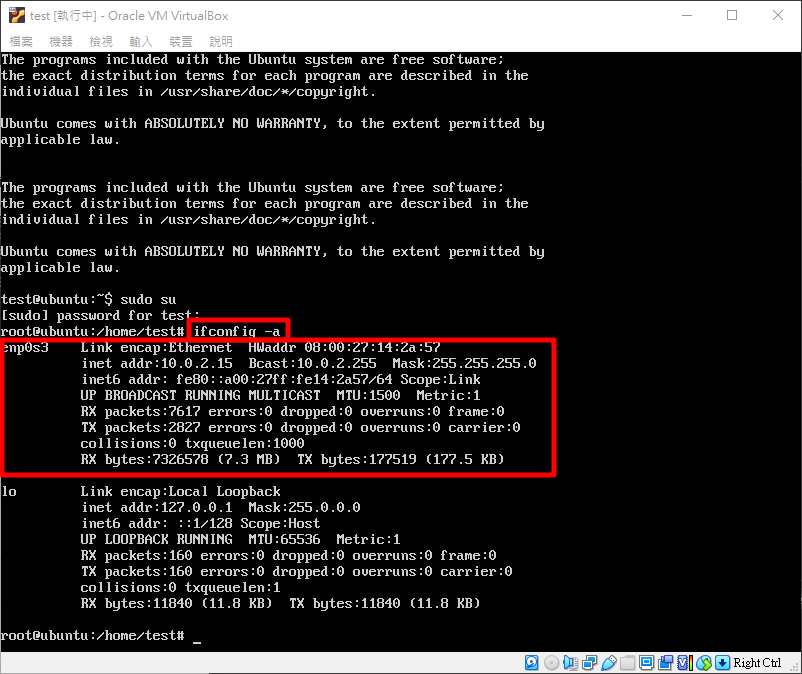 test [執行中] - Oracle VM VirtualBox
檔案 機器 檢視 輸入 裝置 說明
The programs included with the Ubuntu system are free software;
the exact distribution terms for each program are described in the
individual files in /usr/share/doc/*/copyright.
Ubuntu comes with ABSOLUTELY NO WARRANTY, to the extent permitted by
applicable law.
The programs included with the Ubuntu system are free software;
the exact distribution terms for each program are described in the
individual files in /usr/share/doc/*/copyright.
Ubuntu comes with ABSOLUTELY NO WARRANTY, to the extent permitted by
applicable law.
test@ubuntu:~$ sudo su
[sudo] password for test:
root@ubuntu:/home/test# ifconfig -a
enp0s3 Link encap:Ethernet HWaddr 08:00:27:14:2a:57
inet addr:10.0.2.15 Bcast:10.0.2.255 Mask:255.255.255.0
inet6 addr: fe80::a00:27ff:fe14:2a57/64 Scope:Link
UP BROADCAST RUNNING MULTICAST MTU:1500 Metric:1
RX packets:7617 errors:0 dropped:0 overruns:0 frame:0
TX packets:2827 errors:0 dropped:0 overruns:0 carrier:0
collisions:0 txqueuelen:1000
RX bytes:7326578 (7.3 MB) TX bytes:177519 (177.5 KB)
lo Link encap:Local Loopback
inet addr:127.0.0.1 Mask:255.0.0.0
inet6 addr: ::1/128 Scope:Host
UP LOOPBACK RUNNING MTU:65536 Metric:1
RX packets:160 errors:0 dropped:0 overruns:0 frame:0
TX packets:160 errors:0 dropped:0 overruns:0 carrier:0
collisions:0 txqueuelen:1
RX bytes:11840 (11.8 KB) TX bytes:11840 (11.8 KB)
root@ubuntu:/home/test# _
Right Ctrl